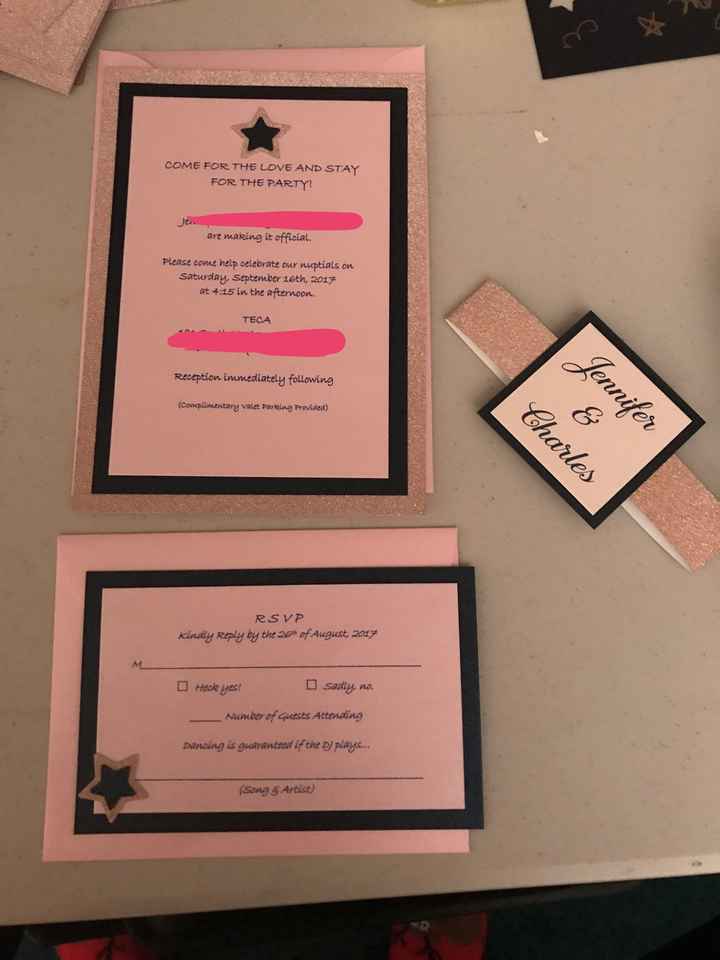 COME FOR THE LOVE AND STAY
FOR THE PARTY!
are making it official.
Please come help celebrate our nuptials on
Saturday, September 16th, 2017
at 4:15 in the afternoon.
TECA
Reception immediately following
(Complimentary Valet Parking Provided)
Jennifer
&
Charles
RSVP
Kindly Reply by the 26th of August, 2017
M
Heck yes! Sadly, no.
Number of Guests Attending
Dancing is guaranteed if the DJ plays...
(Song & Artist)